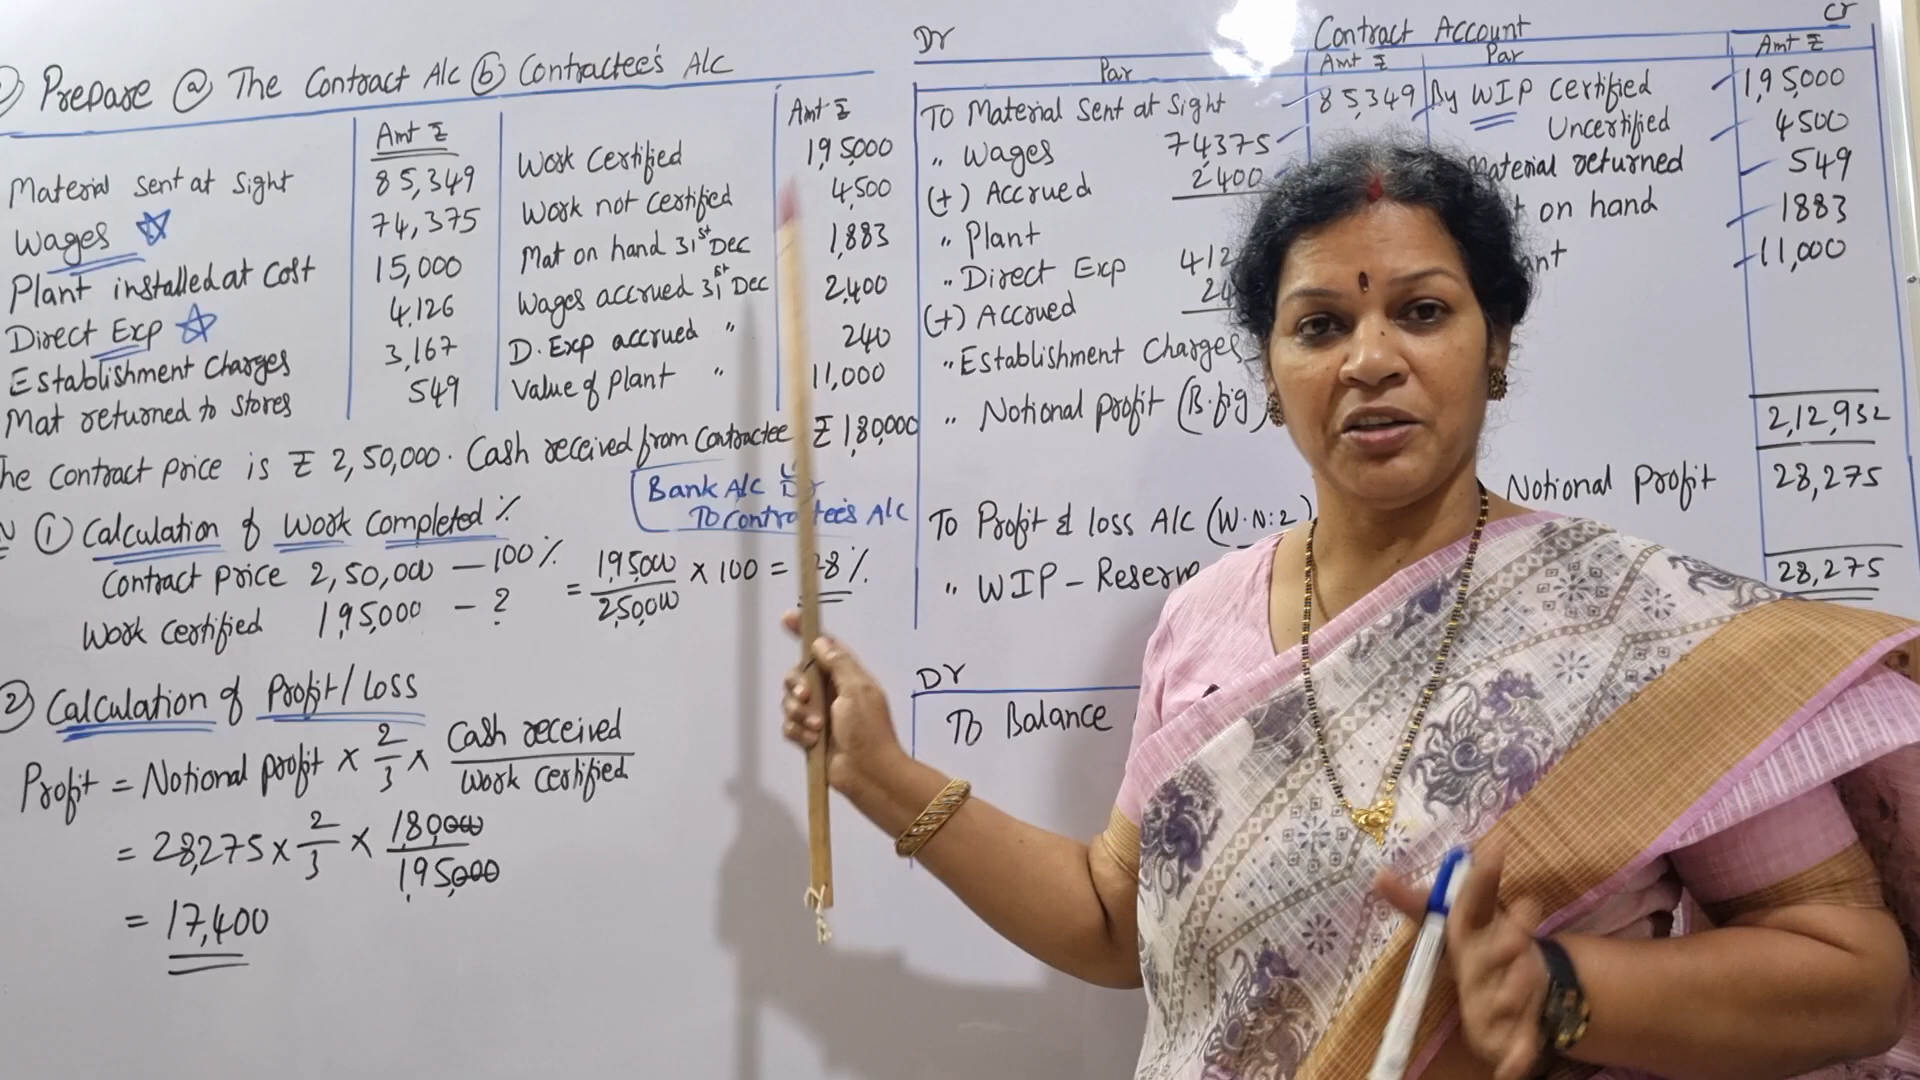 Prepare ⓐ The Contract A/c ⓑ Contractee's A/c
Amt ₹
Material Sent at Sight 85,349
Wages 74,375
Plant installed at Cost 15,000
Direct Exp 4,126
Establishment Charges 3,167
Mat returned to Stores 549
Amt ₹
Work Certified 1,95,000
Work not Certified 4,500
Mat on hand 31st Dec 1,883
Wages accrued 31st Dec 2,400
D. Exp accrued " 240
Value of Plant " 11,000
The Contract Price is ₹ 2,50,000. Cash received from Contractee ₹ 1,80,000
Bank A/c Dr
To Contractee's A/c
① Calculation of Work Completed %
Contract Price 2,50,000 — 100%
Work Certified 1,95,000 - ?
= 1,95,000 / 2,50,000 × 100 = 78%
② Calculation of Profit/Loss
Profit = Notional profit × 2/3 × Cash received / Work Certified
= 28,275 × 2/3 × 1,80,000 / 1,95,000
= 17,400
Dr Contract Account Cr
Par Amt ₹ Par Amt ₹
To Material Sent at Sight 85,349
" Wages 74375
(+) Accrued 2400
" Plant
" Direct Exp
(+) Accrued
" Establishment Charges
" Notional profit (B.fig)
To Profit & loss A/c (W.N:2)
" WIP - Reserve
By WIP Certified 1,95,000
Uncertified 4500
Material returned 549
on hand 1883
11,000
2,12,932
Notional Profit 28,275
28,275
Dr
To Balance